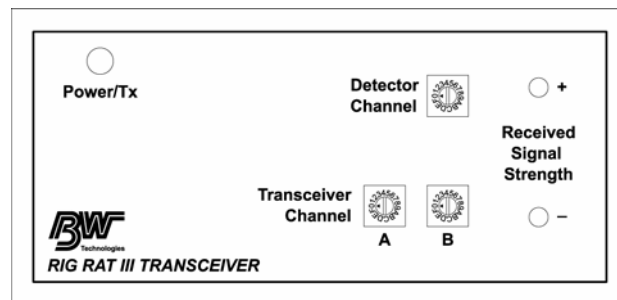 Power/Tx
Detector
Channel
+
Received
Signal
Strength
Transceiver
Channel
A
B
–
BW
Technologies
RIG RAT III TRANSCEIVER